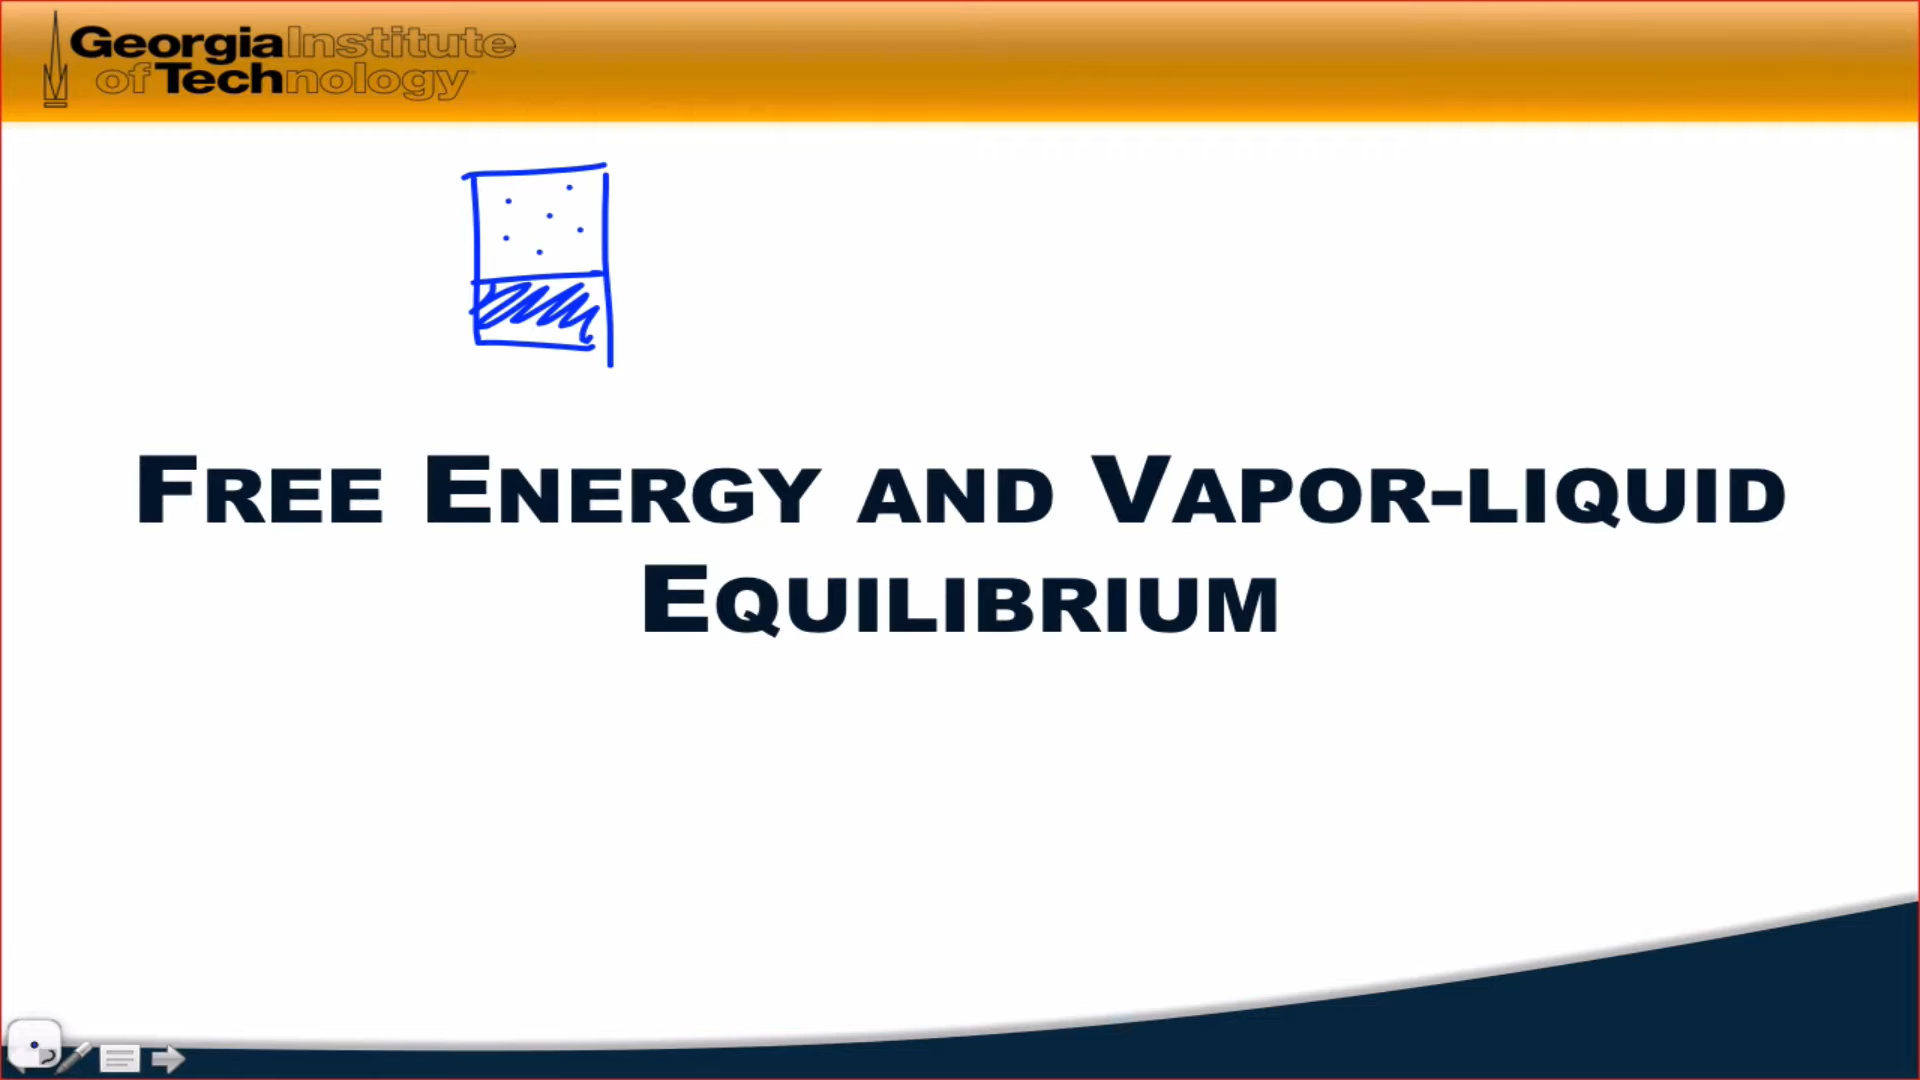 Georgia Institute
of Technology
FREE ENERGY AND VAPOR-LIQUID
EQUILIBRIUM